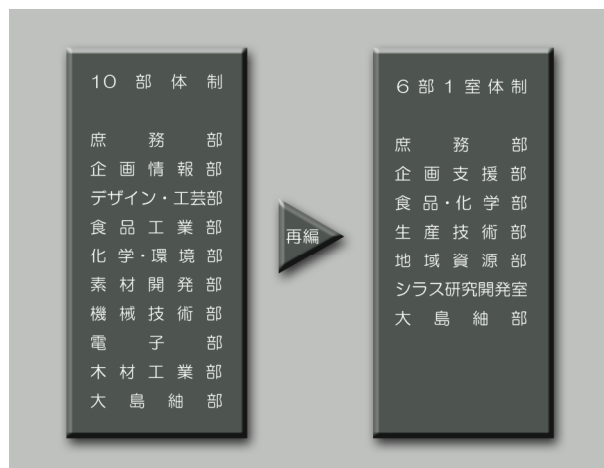 10部体制
庶務部
企画情報部
デザイン・工芸部
食品工業部
化学・環境部
素材開発部
機械技術部
電子部
木材工業部
大島紬部
再編
6部1室体制
庶務部
企画支援部
食品・化学部
生産技術部
地域資源部
シラス研究開発室
大島紬部